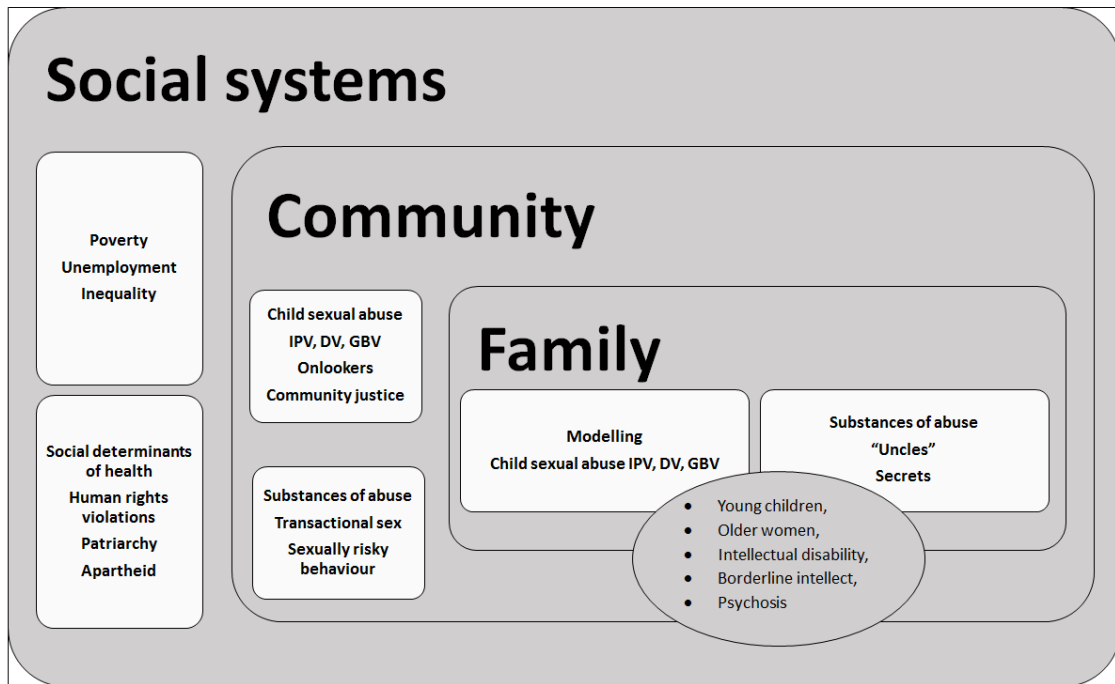 Social systems
Poverty
Unemployment
Inequality
Social determinants
of health
Human rights
violations
Patriarchy
Apartheid
Community
Child sexual abuse
IPV, DV, GBV
Onlookers
Community justice
Substances of abuse
Transactional sex
Sexually risky
behaviour
Family
Modelling
Child sexual abuse IPV, DV, GBV
Substances of abuse
“Uncles”
Secrets
• Young children,
• Older women,
• Intellectual disability,
• Borderline intellect,
• Psychosis